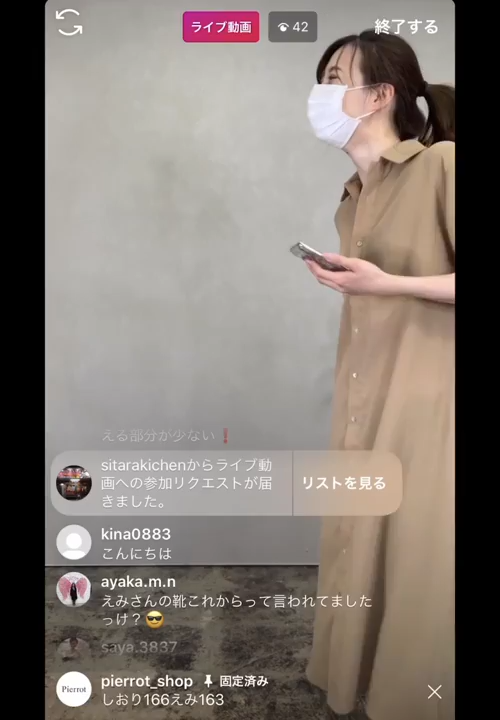 ライブ動画
42
終了する
える部分が少ない❗
sitarakichenからライブ動
画への参加リクエストが届
きました。
リストを見る
kina0883
こんにちは
ayaka.m.n
えみさんの靴これからって言われてました
っけ？😎
saya.3837
Pierrot
pierrot_shop 固定済み
しおり166えみ163